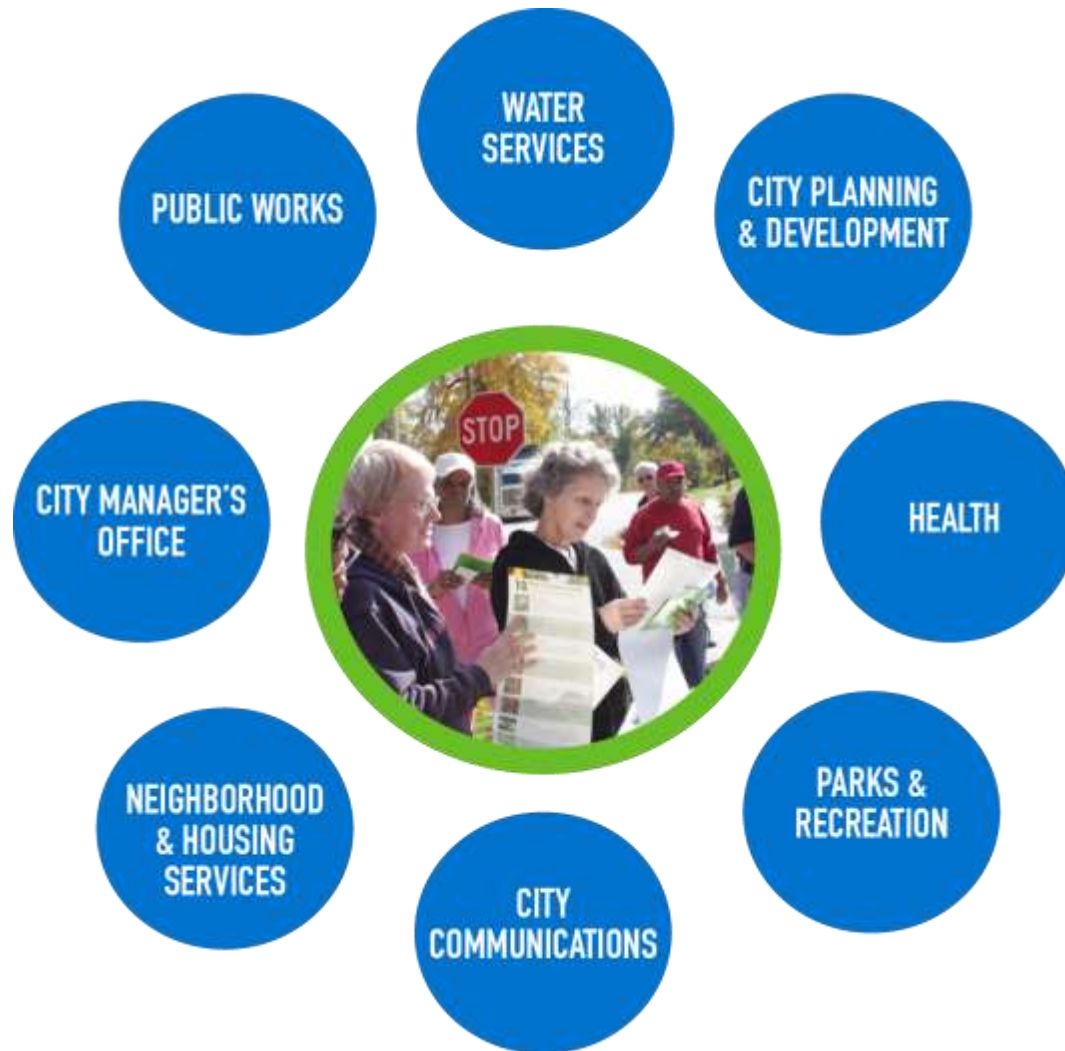 WATER
SERVICES
CITY PLANNING
& DEVELOPMENT
HEALTH
PARKS &
RECREATION
CITY
COMMUNICATIONS
NEIGHBORHOOD
& HOUSING
SERVICES
CITY MANAGER'S
OFFICE
PUBLIC WORKS
STOP